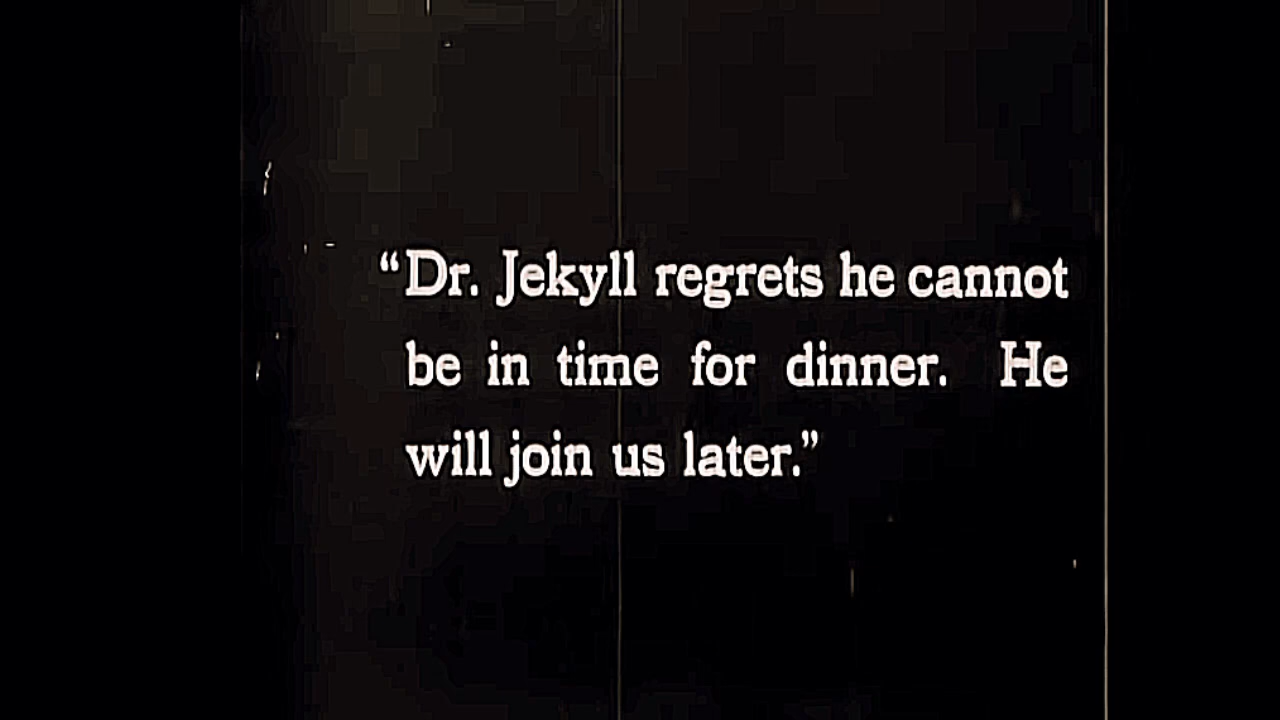 “Dr. Jekyll regrets he cannot
be in time for dinner. He
will join us later.”